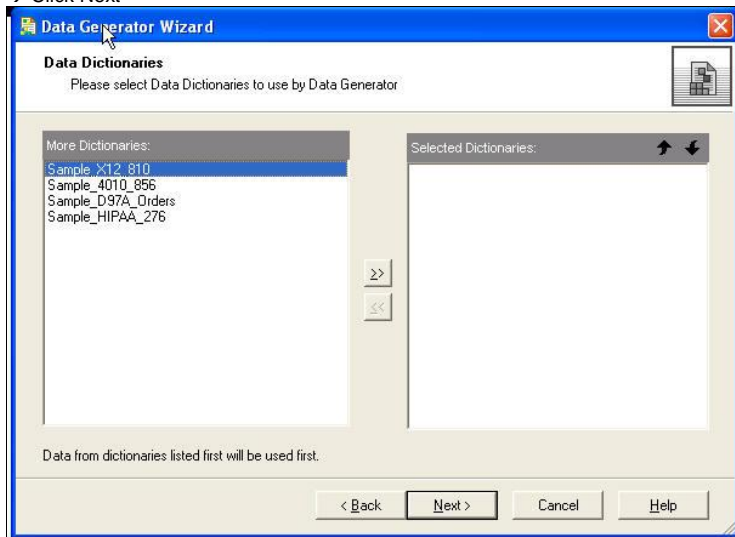 Click Next
Data Generator Wizard
Data Dictionaries
Please select Data Dictionaries to use by Data Generator
More Dictionaries:
Selected Dictionaries:
Sample_X12_810
Sample_4010_856
Sample_D97A_Orders
Sample_HIPAA_276
>>
<<
Data from dictionaries listed first will be used first.
< Back Next > Cancel Help